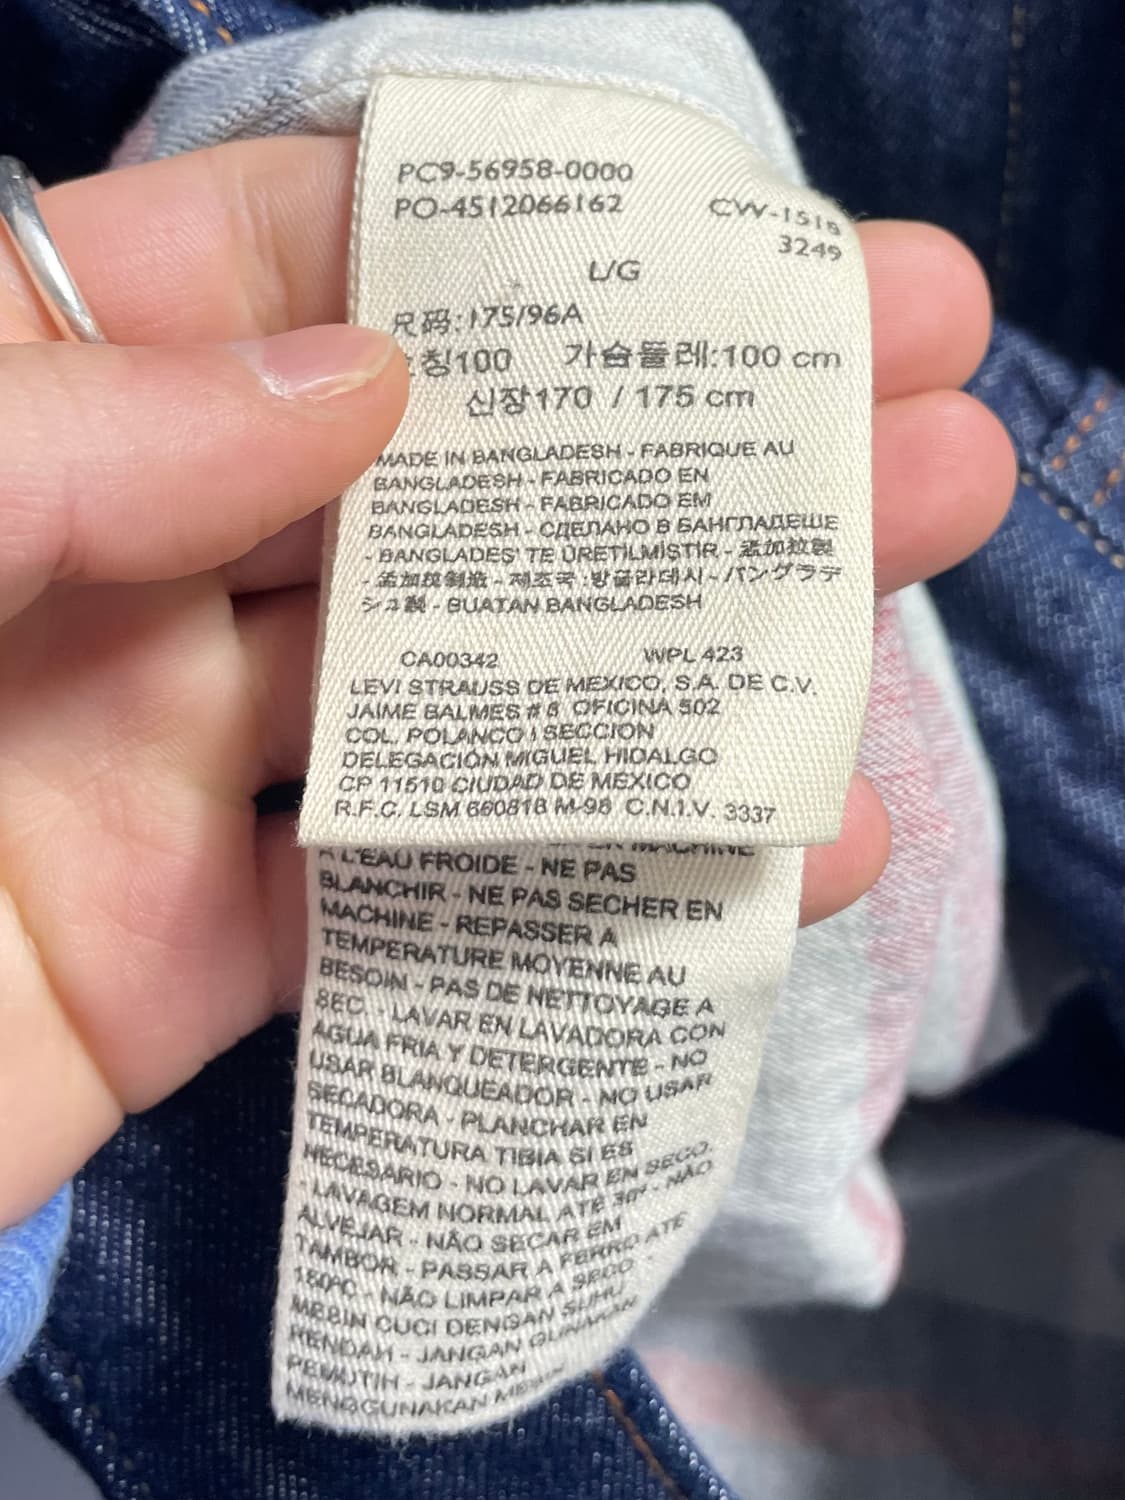 PC9-56958-0000
PO-4512066162
CW-1518
3249
L/G
尺码:175/96A
호칭100 가슴둘레:100 cm
신장170 / 175 cm
MADE IN BANGLADESH - FABRIQUE AU
BANGLADESH - FABRICADO EN
BANGLADESH - FABRICADO EM
BANGLADESH - СДЕЛАНО В БАНГЛАДЕШЕ
- BANGLADES' TE ÜRETİLMİSTİR - 孟加拉製
- 孟加拉制造 - 제조국 : 방글라데시 - バングラデ
シュ製 - BUATAN BANGLADESH
CA00342 WPL 423
LEVI STRAUSS DE MEXICO, S.A. DE C.V.
JAIME BALMES # 8 OFICINA 502
COL. POLANCO I SECCION
DELEGACIÓN MIGUEL HIDALGO
CP 11510 CIUDAD DE MEXICO
R.F.C. LSM 660818 M-98 C.N.I.V. 3337
MACHINE
A L'EAU FROIDE - NE PAS
BLANCHIR - NE PAS SECHER EN
MACHINE - REPASSER A
TEMPERATURE MOYENNE AU
BESOIN - PAS DE NETTOYAGE A
SEC. - LAVAR EN LAVADORA CON
AGUA FRIA Y DETERGENTE - NO
USAR BLANQUEADOR - NO USAR
SECADORA - PLANCHAR EN
TEMPERATURA TIBIA SI ES
NECESARIO - NO LAVAR EN SECO.
- LAVAGEM NORMAL ATÉ 30º - NÃO
ALVEJAR - NÃO SECAR EM
TAMBOR - PASSAR A FERRO ATÉ
150ºC - NÃO LIMPAR A SECO -
MESIN CUCI DENGAN SUHU
RENDAH - JANGAN GUNAKAN
PEMUTIH - JANGAN
MENGGUNAKAN MESIN